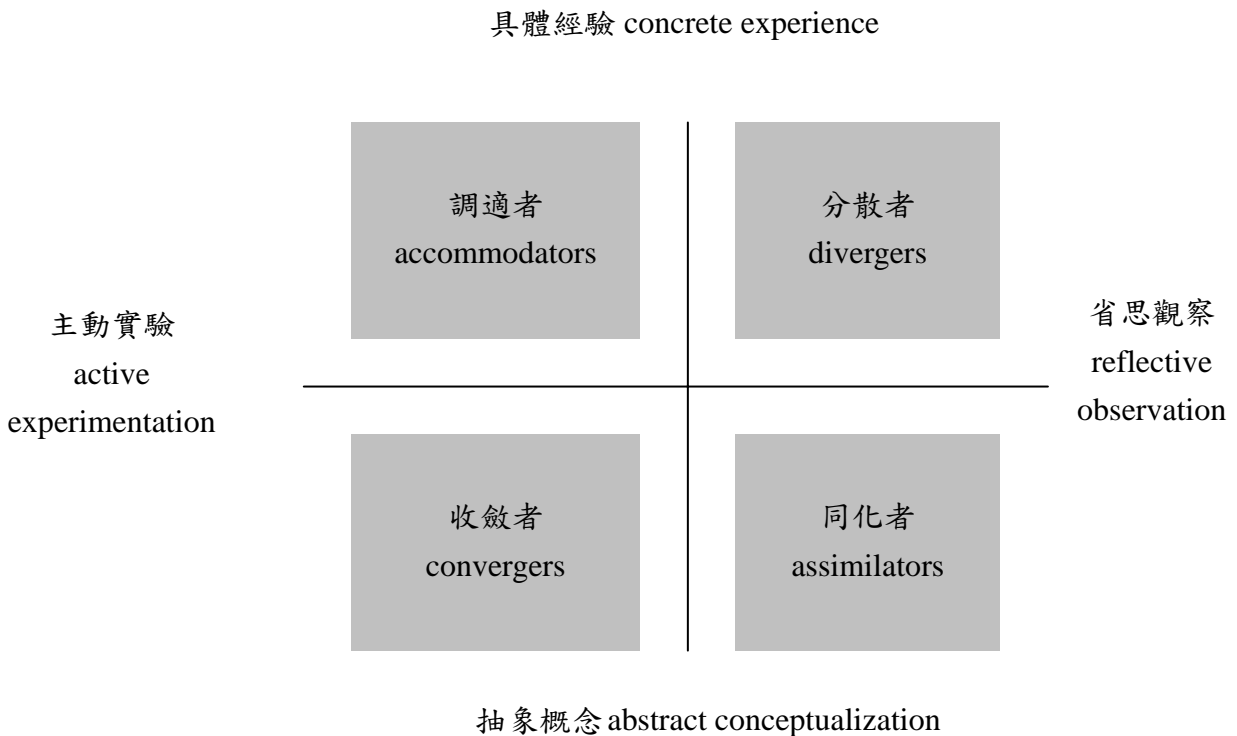 具體經驗 concrete experience
調適者
accommodators
分散者
divergers
主動實驗
active
experimentation
省思觀察
reflective
observation
收斂者
convergers
同化者
assimilators
抽象概念 abstract conceptualization